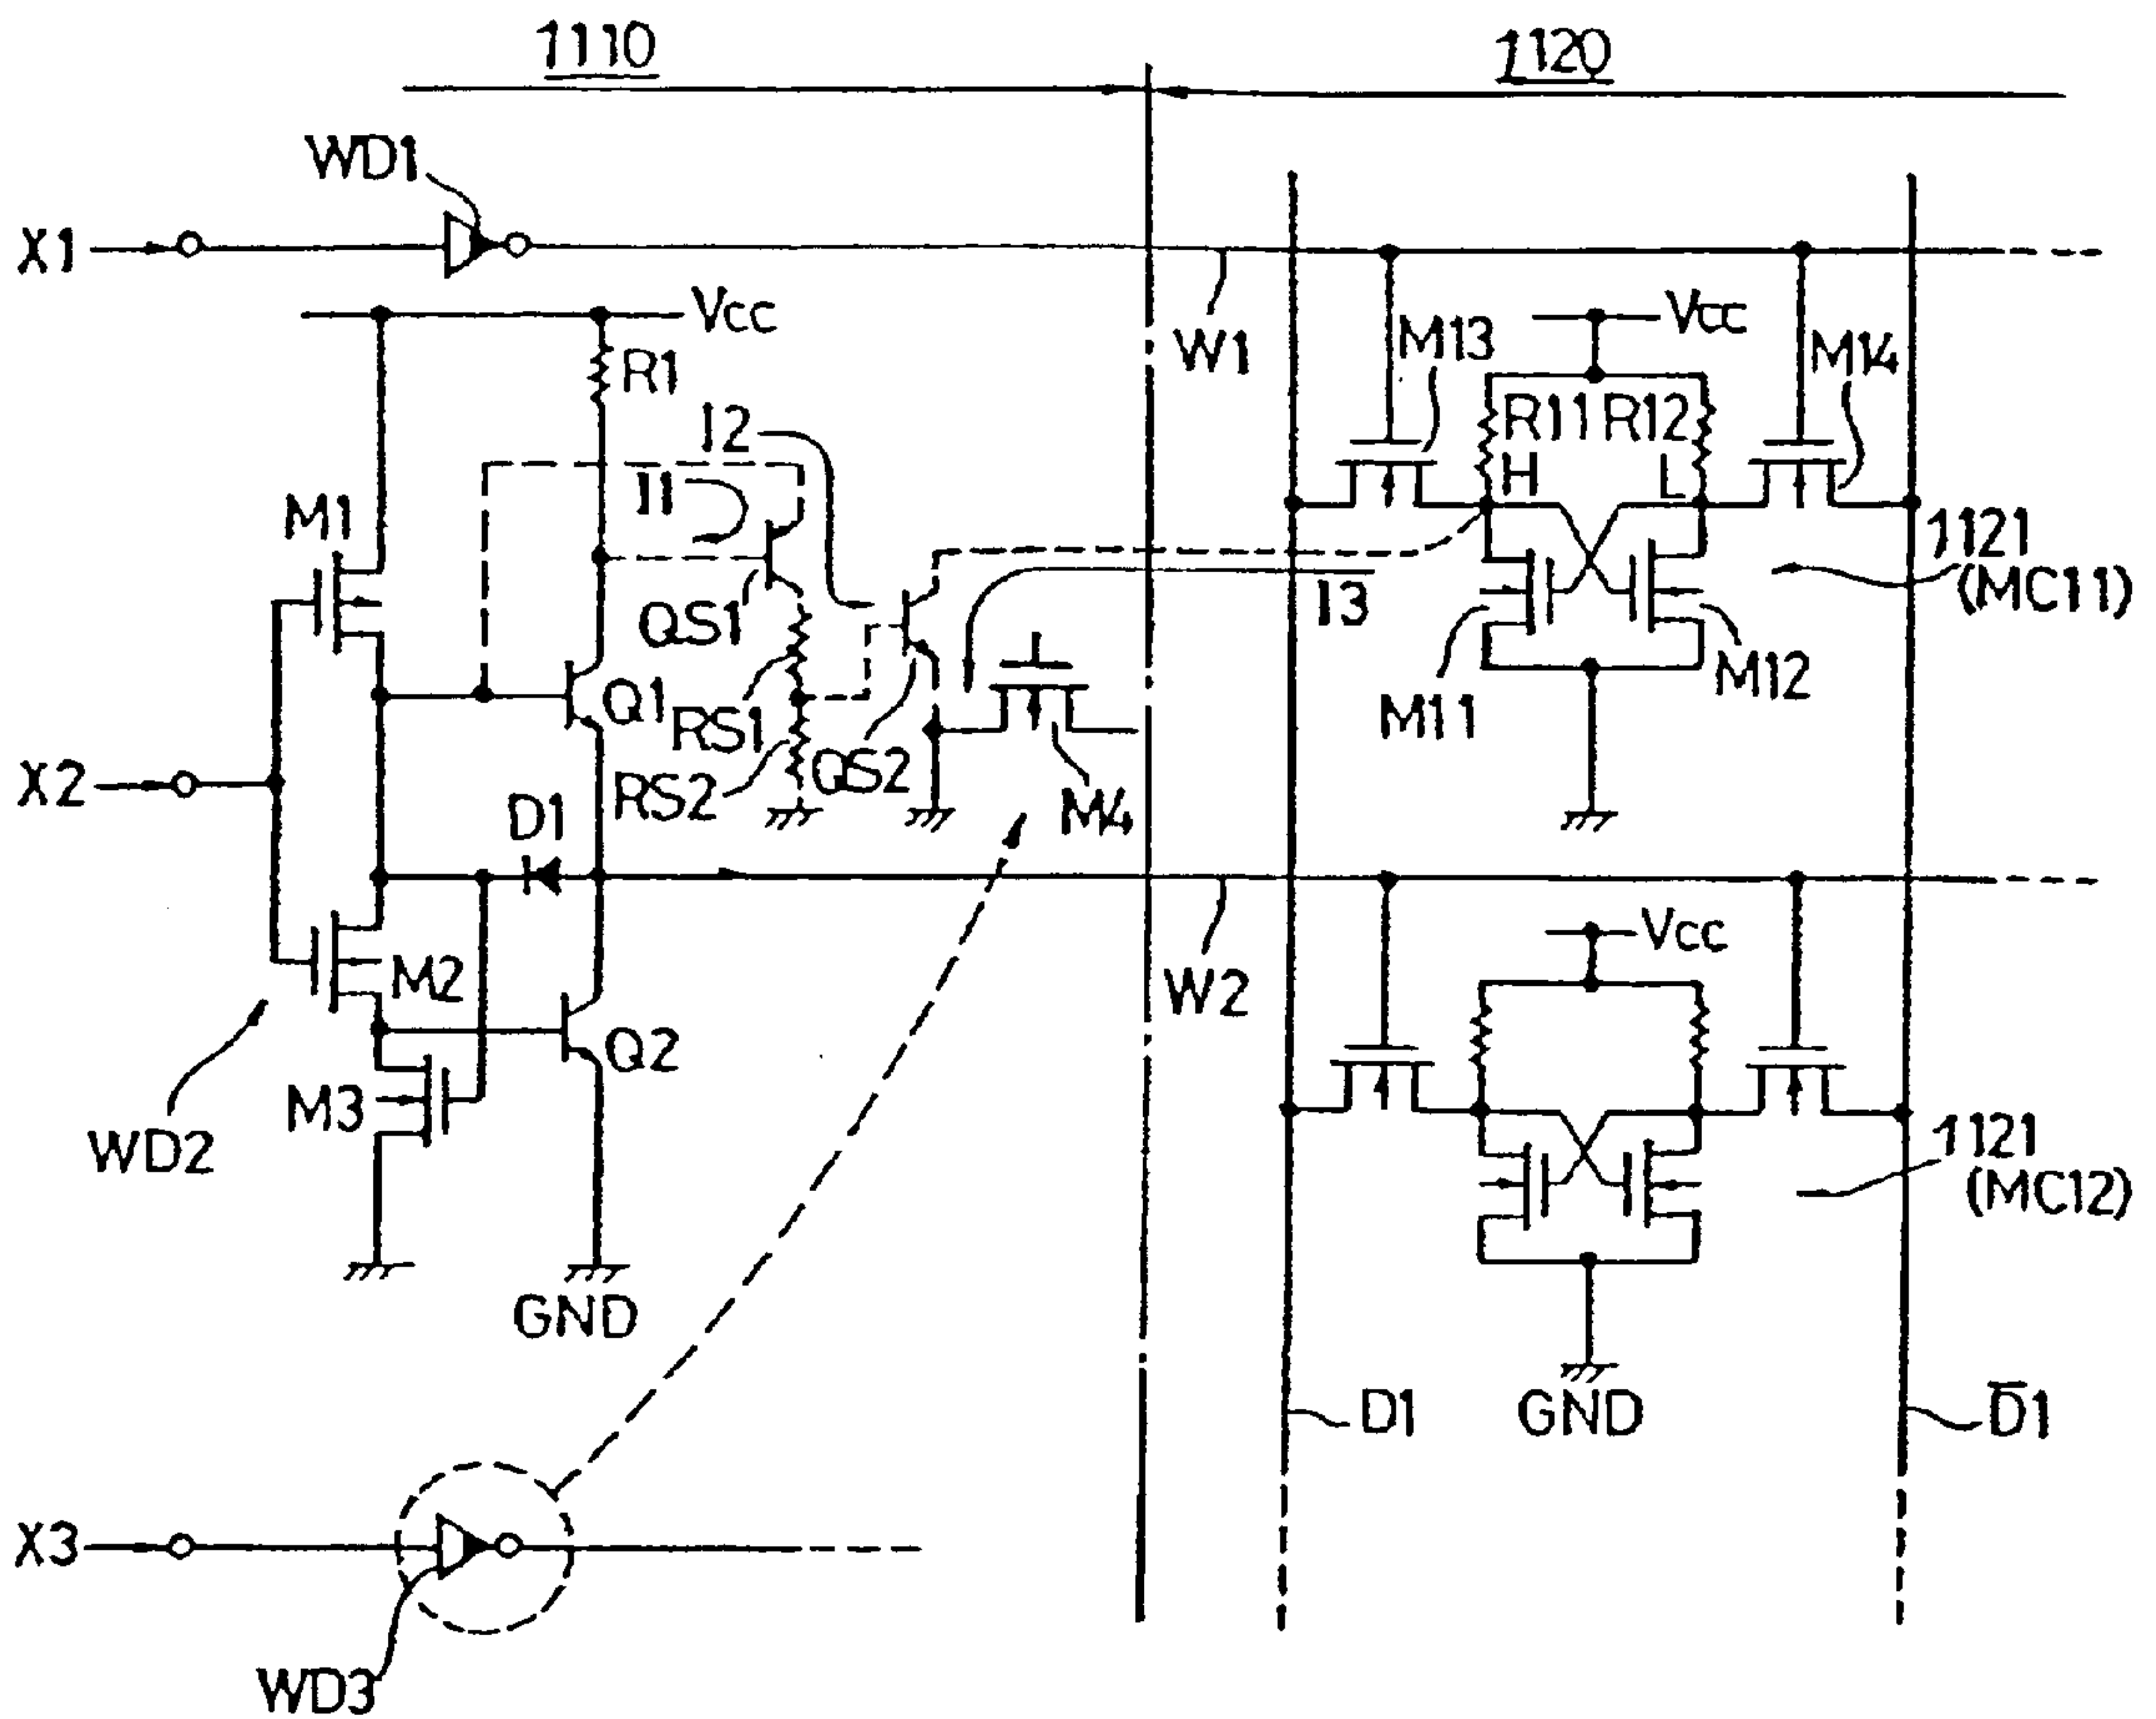 1110
1120
WD1
X1
Vcc
W1
M13
Vcc
M14
R1
I2
R11
R12
M1
I1
H
L
1121
(MC11)
QS1
I3
Q1
RS1
M11
M12
X2
RS2
QS2
D1
M4
Vcc
M2
W2
Q2
M3
WD2
1121
(MC12)
GND
D1
GND
D̅1
X3
WD3